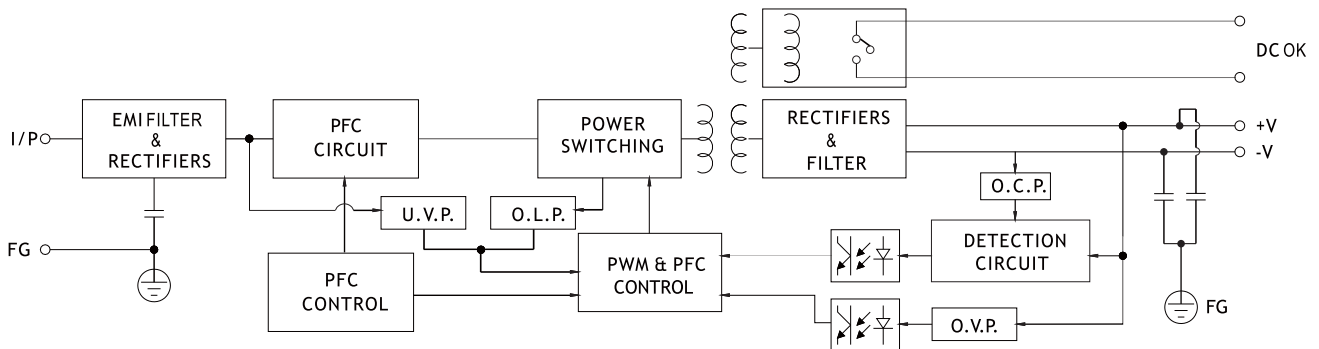 DC OK
I/P
EMI FILTER
&
RECTIFIERS
PFC
CIRCUIT
POWER
SWITCHING
RECTIFIERS
&
FILTER
+V
-V
O.C.P.
U.V.P.
O.L.P.
FG
DETECTION
CIRCUIT
PWM & PFC
CONTROL
PFC
CONTROL
FG
O.V.P.